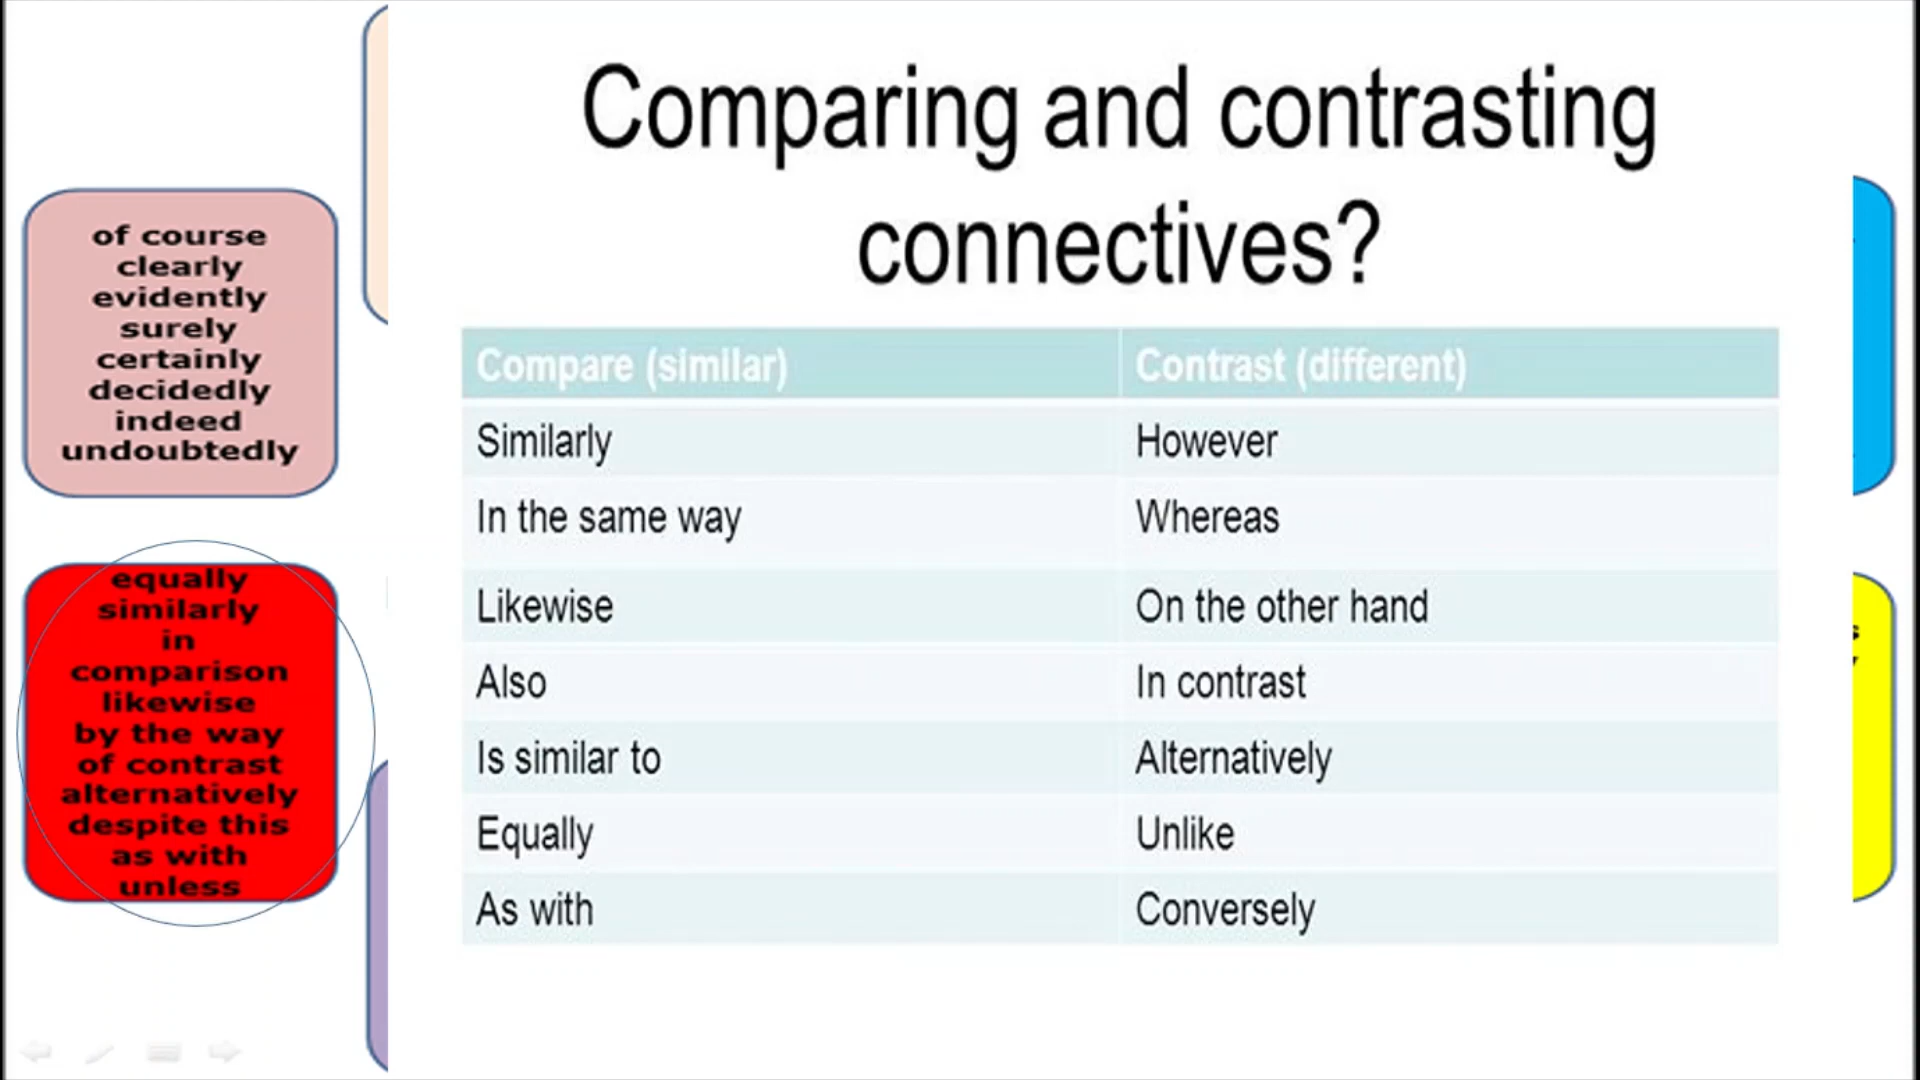 Comparing and contrasting
connectives?
of course
clearly
evidently
surely
certainly
decidedly
indeed
undoubtedly
equally
similarly
in
comparison
likewise
by the way
of contrast
alternatively
despite this
as with
unless
Compare (similar) Contrast (different)
Similarly However
In the same way Whereas
Likewise On the other hand
Also In contrast
Is similar to Alternatively
Equally Unlike
As with Conversely